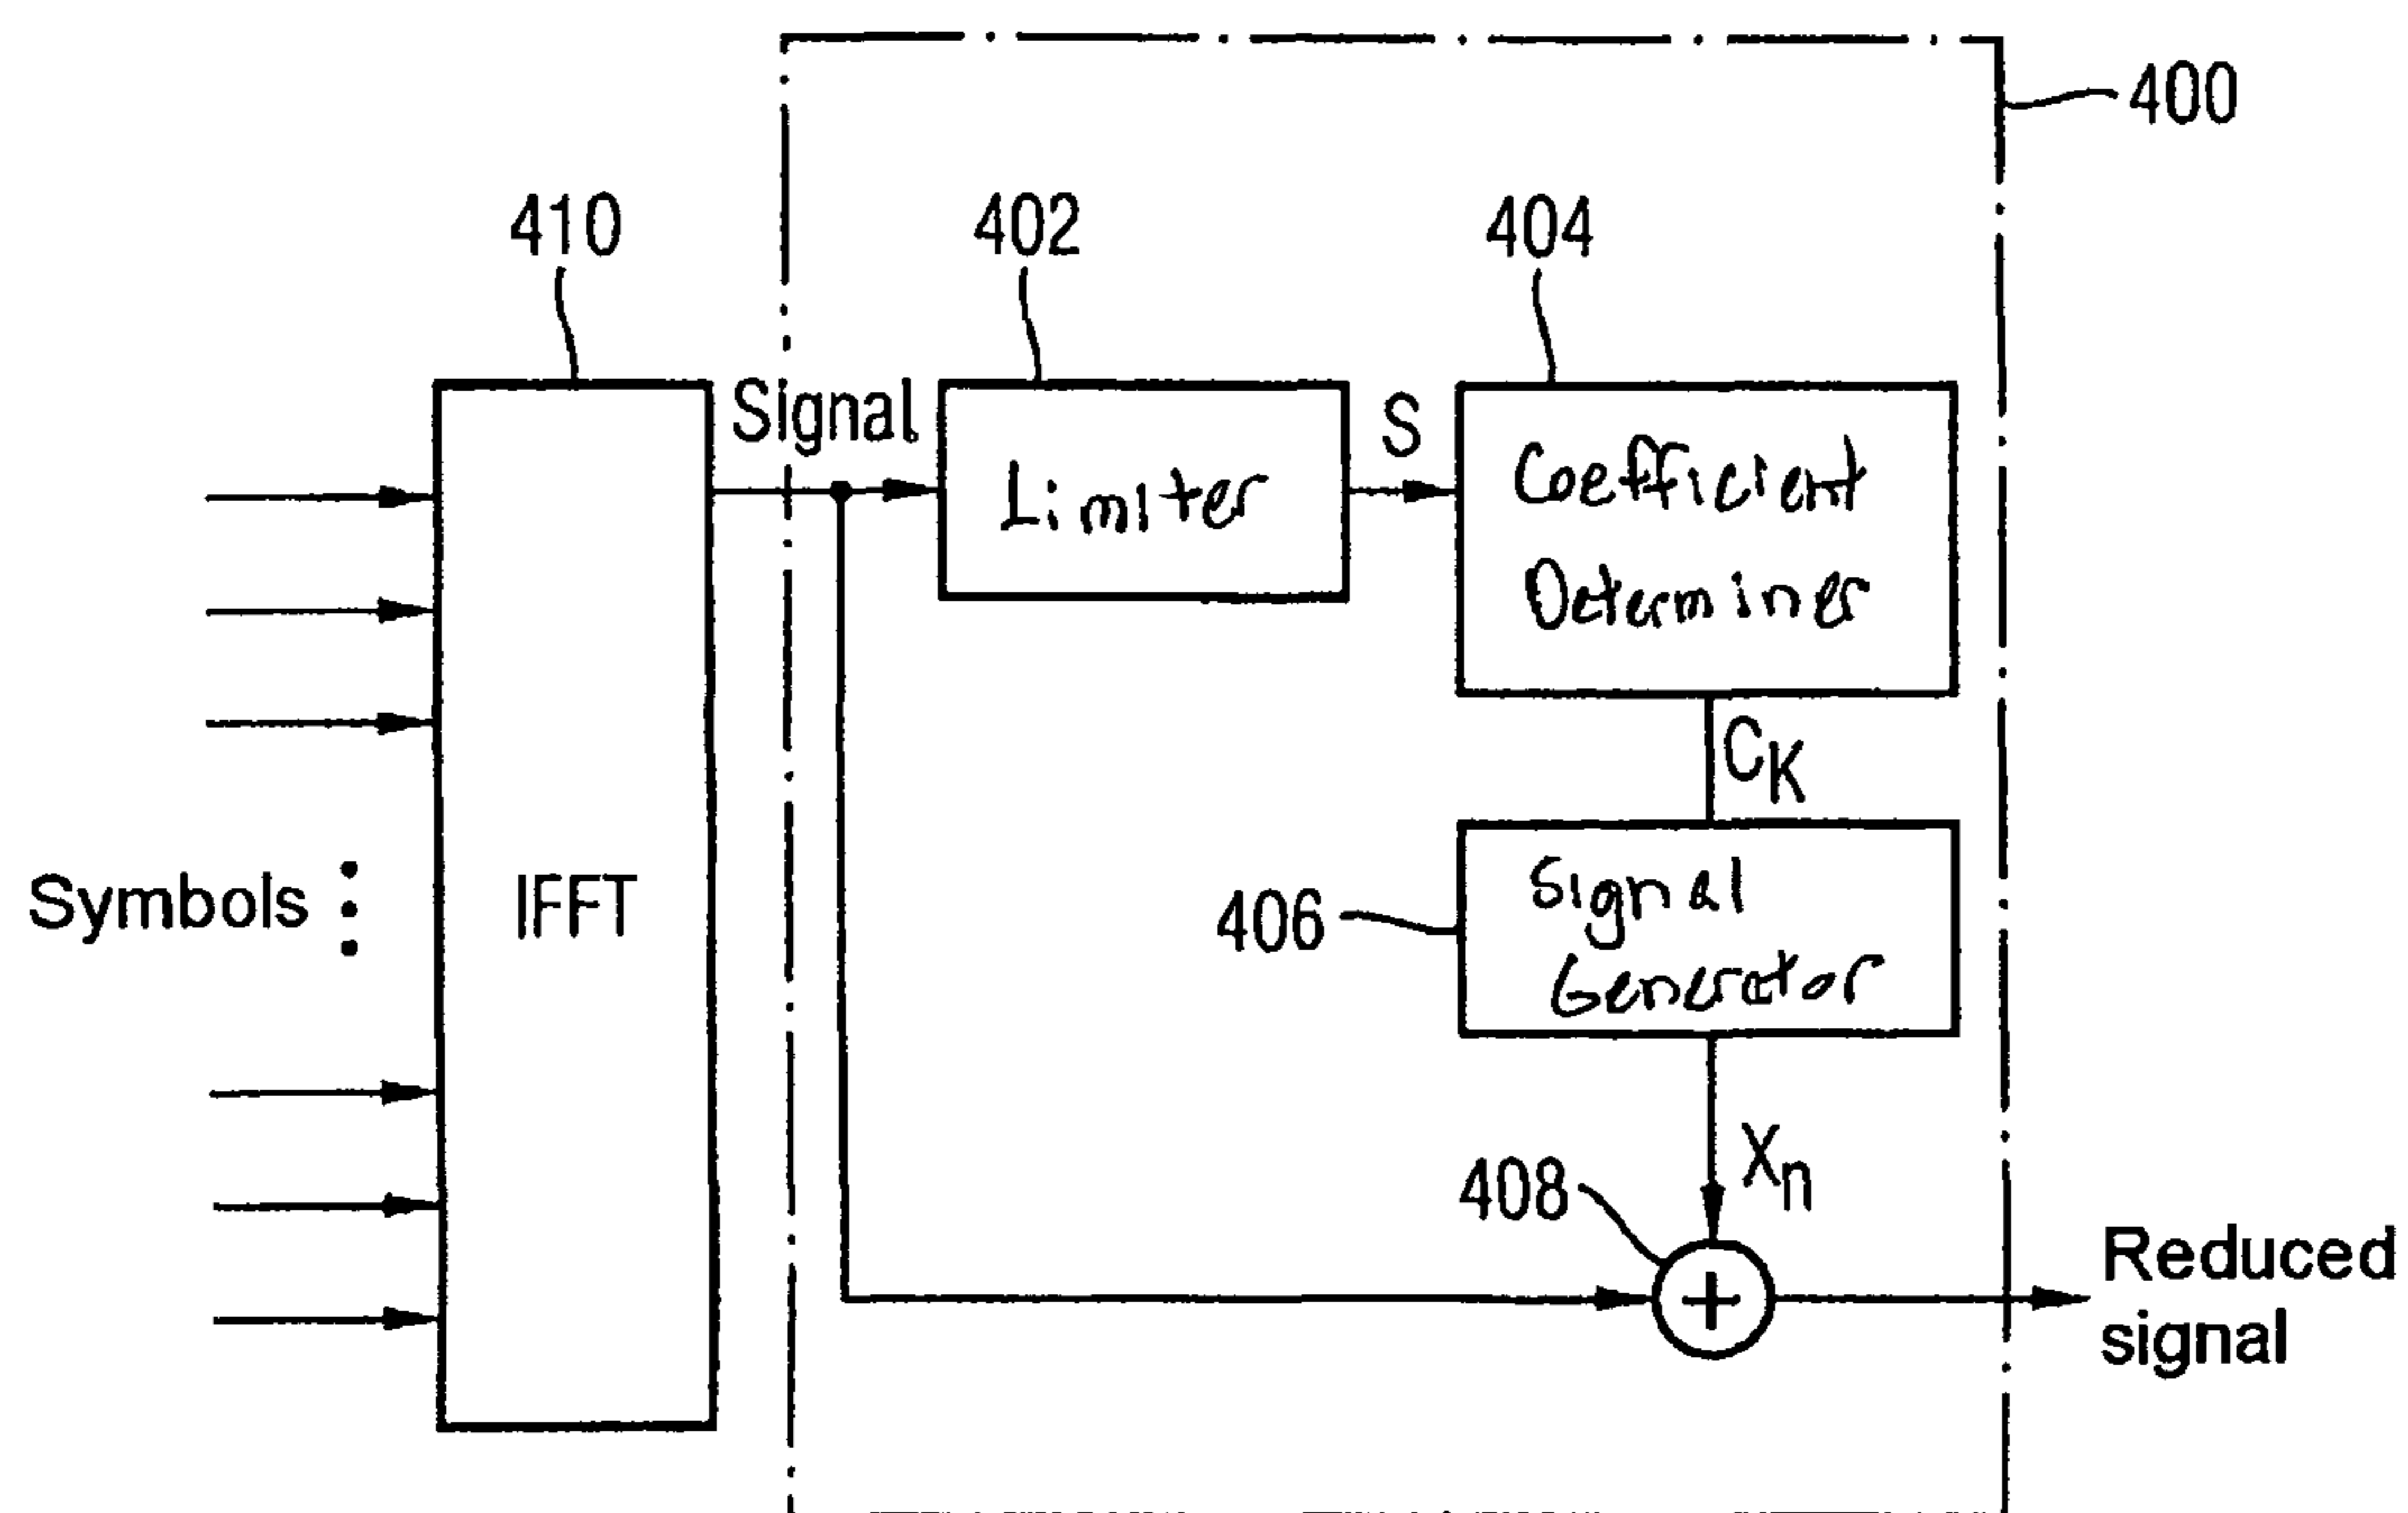 400
410
402
404
Signal
Limiter
S
Coefficient
Determiner
C_K
Symbols
IFFT
406
Signal
Generator
408
X_n
Reduced
signal